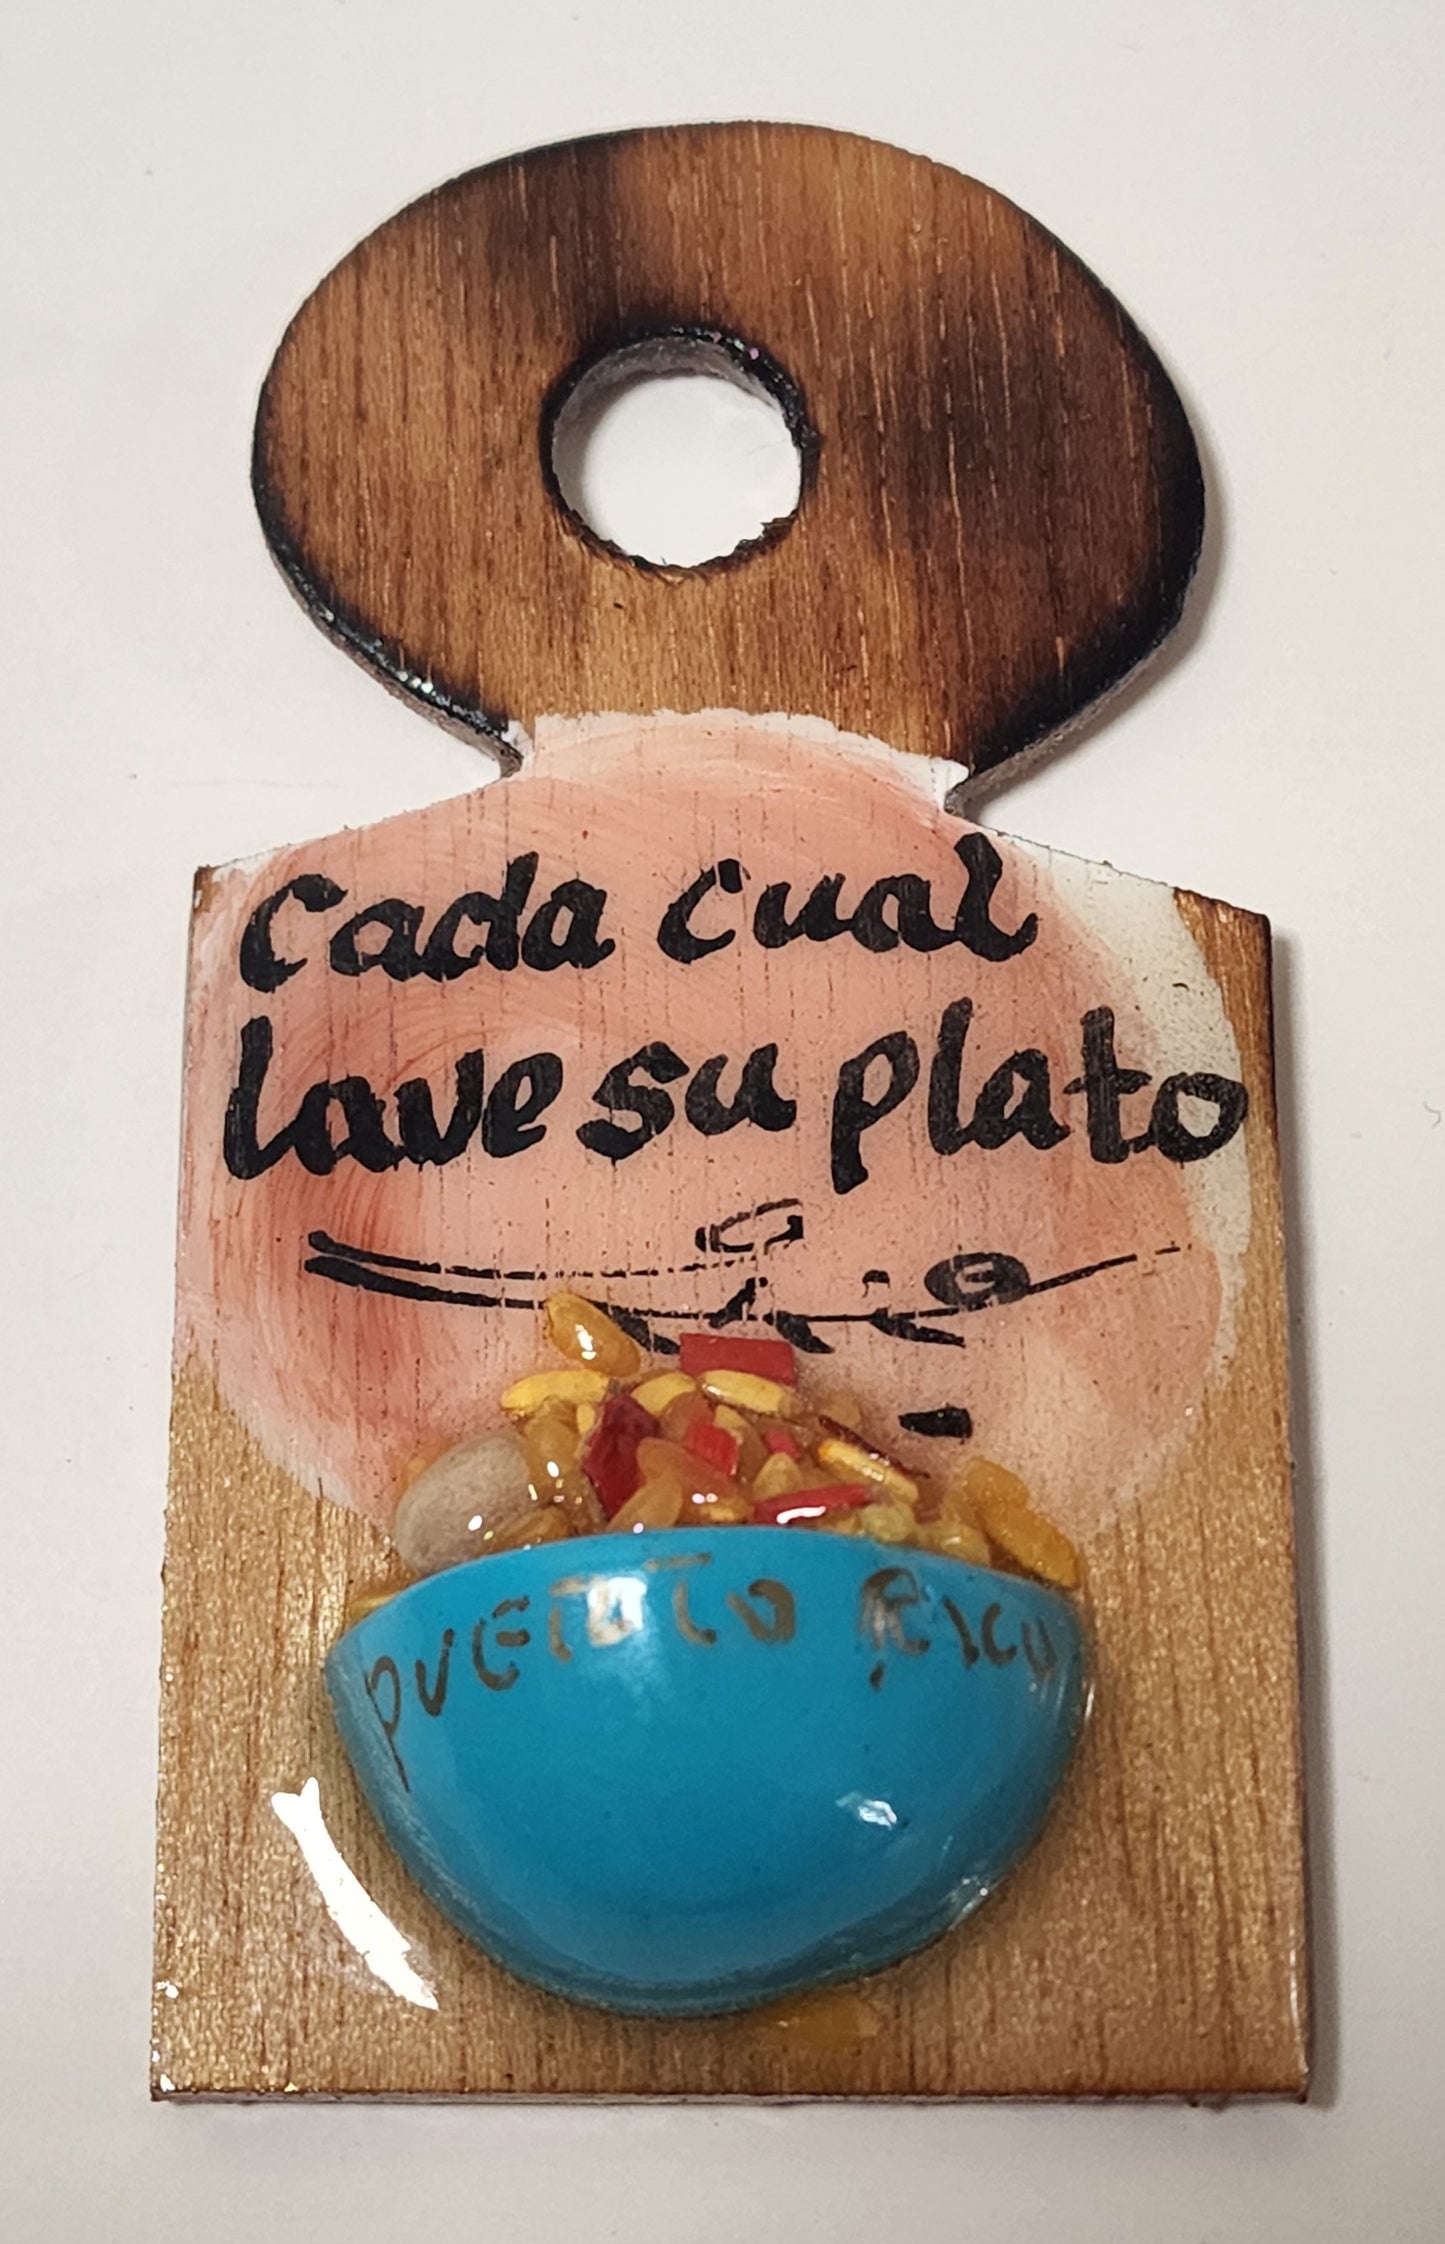 Cada cual
lave su plato
PUERTO RICO